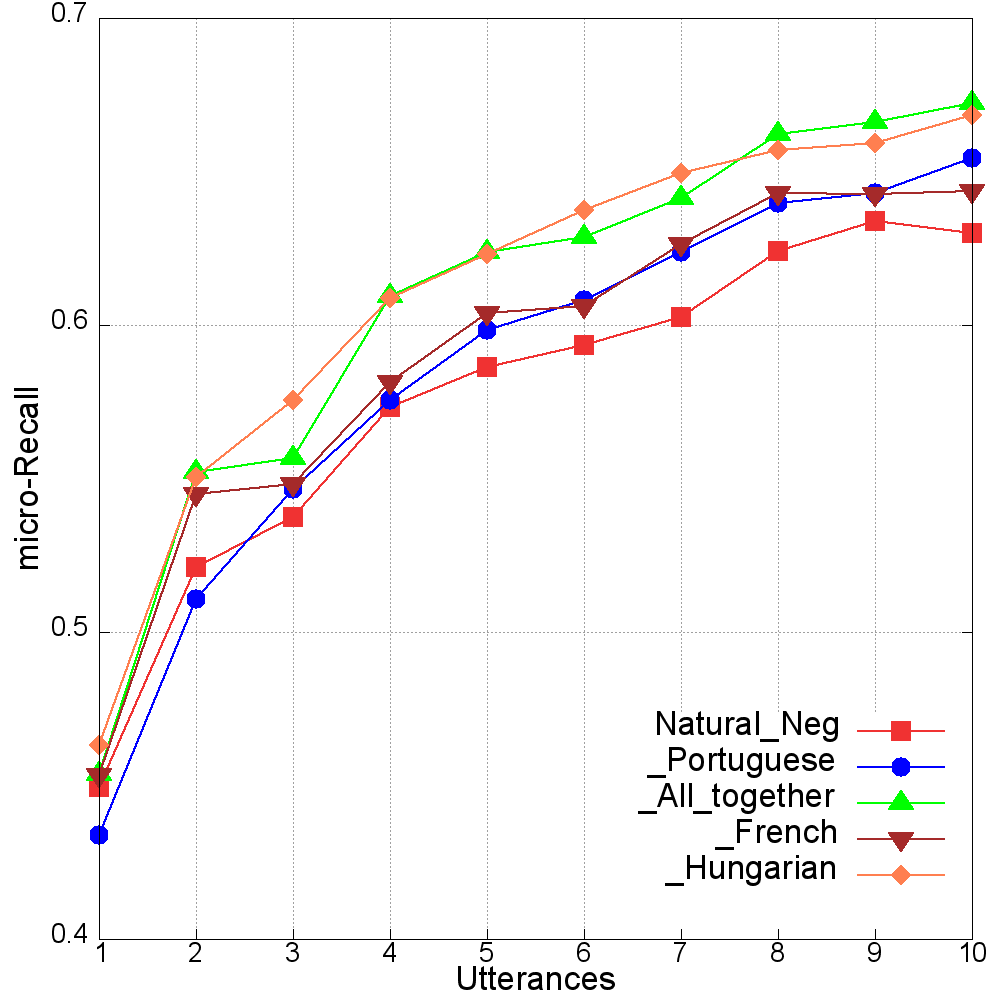 0.7
0.6
0.5
0.4
micro-Recall
1 2 3 4 5 6 7 8 9 10
Utterances
Natural_Neg
_Portuguese
_All_together
_French
_Hungarian